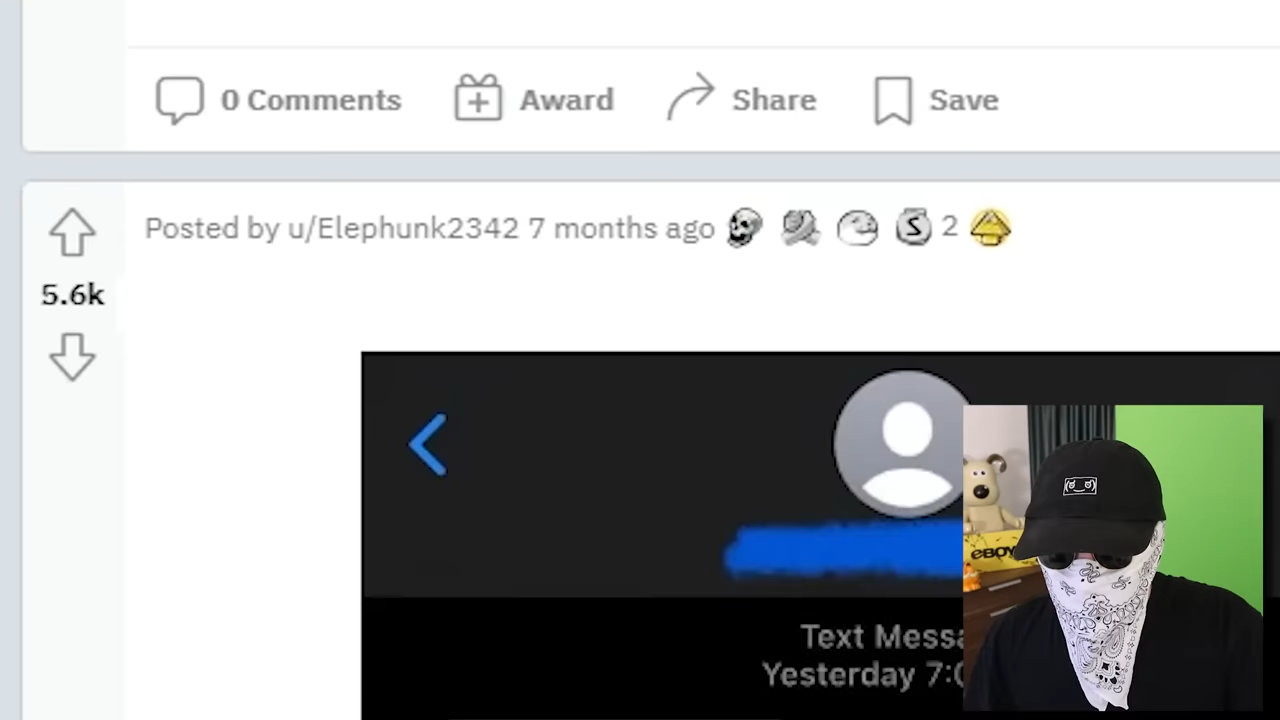 0 Comments Award Share Save
Posted by u/Elephunk2342 7 months ago 2
5.6k
Text Messa
Yesterday 7:0
eBOY